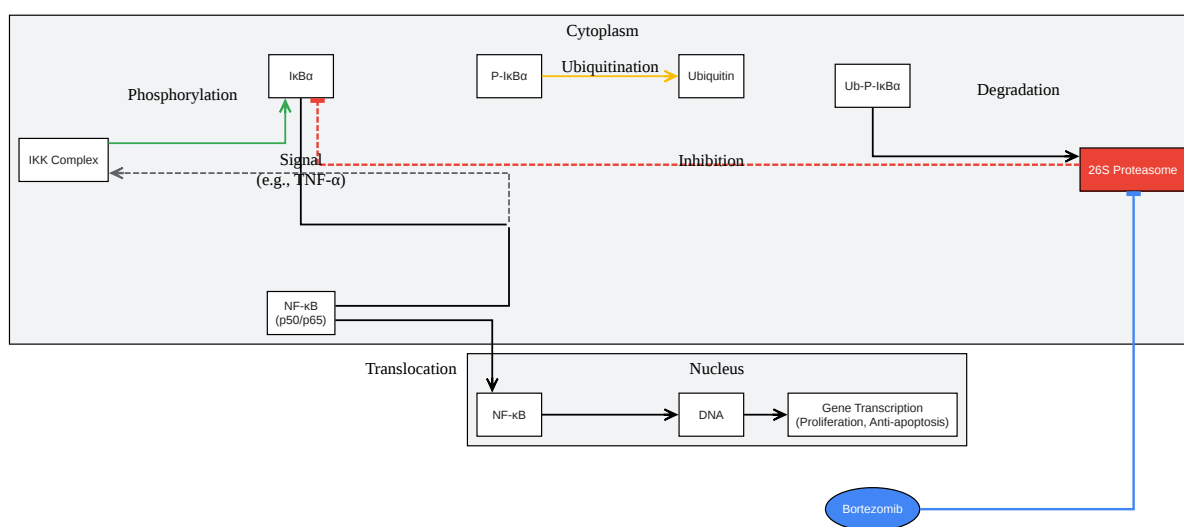 Cytoplasm
IκBα
P-IκBα
Ubiquitination
Ubiquitin
Ub-P-IκBα
Degradation
Phosphorylation
IKK Complex
Signal
(e.g., TNF-α)
Inhibition
26S Proteasome
NF-κB
(p50/p65)
Translocation
Nucleus
NF-κB
DNA
Gene Transcription
(Proliferation, Anti-apoptosis)
Bortezomib